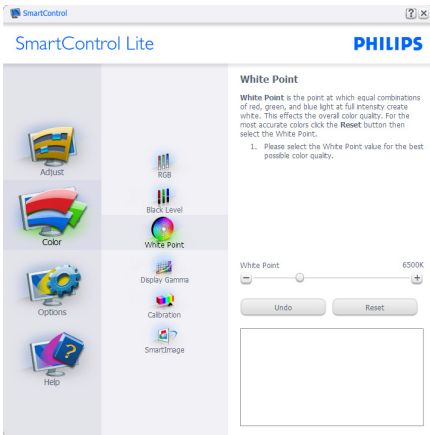 SmartControl
SmartControl Lite
PHILIPS
Adjust
Color
Options
Help
RGB
Black Level
White Point
Display Gamma
Calibration
SmartImage
White Point
White Point is the point at which equal combinations
of red, green, and blue light at full intensity create
white. This effects the overall color quality. For the
most accurate colors click the Reset button then
select the White Point.
1. Please select the White Point value for the best
possible color quality.
White Point 6500K
Undo Reset